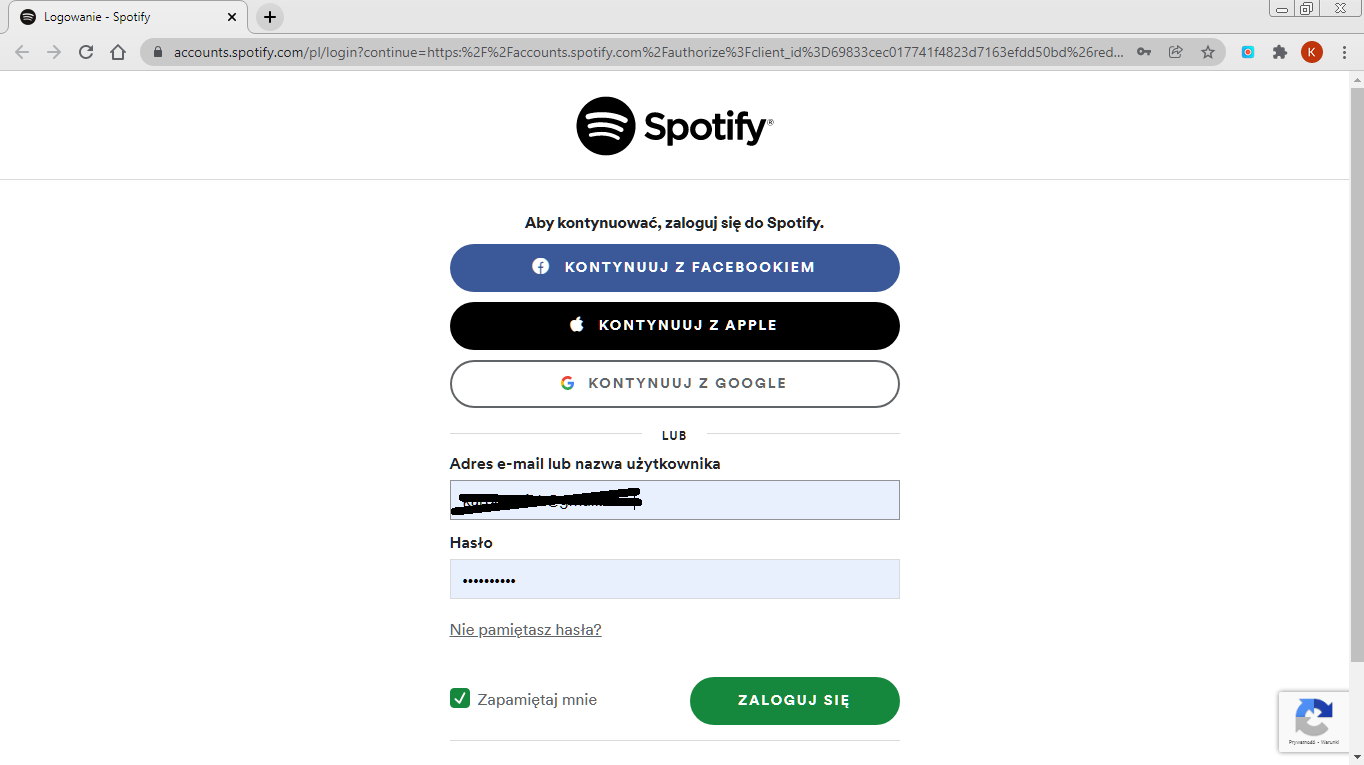 Logowanie - Spotify
accounts.spotify.com/pl/login?continue=https:%2F%2Faccounts.spotify.com%2Fauthorize%3Fclient_id%3D69833cec017741f4823d7163efdd50bd%26red...
K
Spotify®
Aby kontynuować, zaloguj się do Spotify.
KONTYNUUJ Z FACEBOOKIEM
KONTYNUUJ Z APPLE
KONTYNUUJ Z GOOGLE
LUB
Adres e-mail lub nazwa użytkownika
Hasło
Nie pamiętasz hasła?
Zapamiętaj mnie
ZALOGUJ SIĘ
Prywatność - Warunki